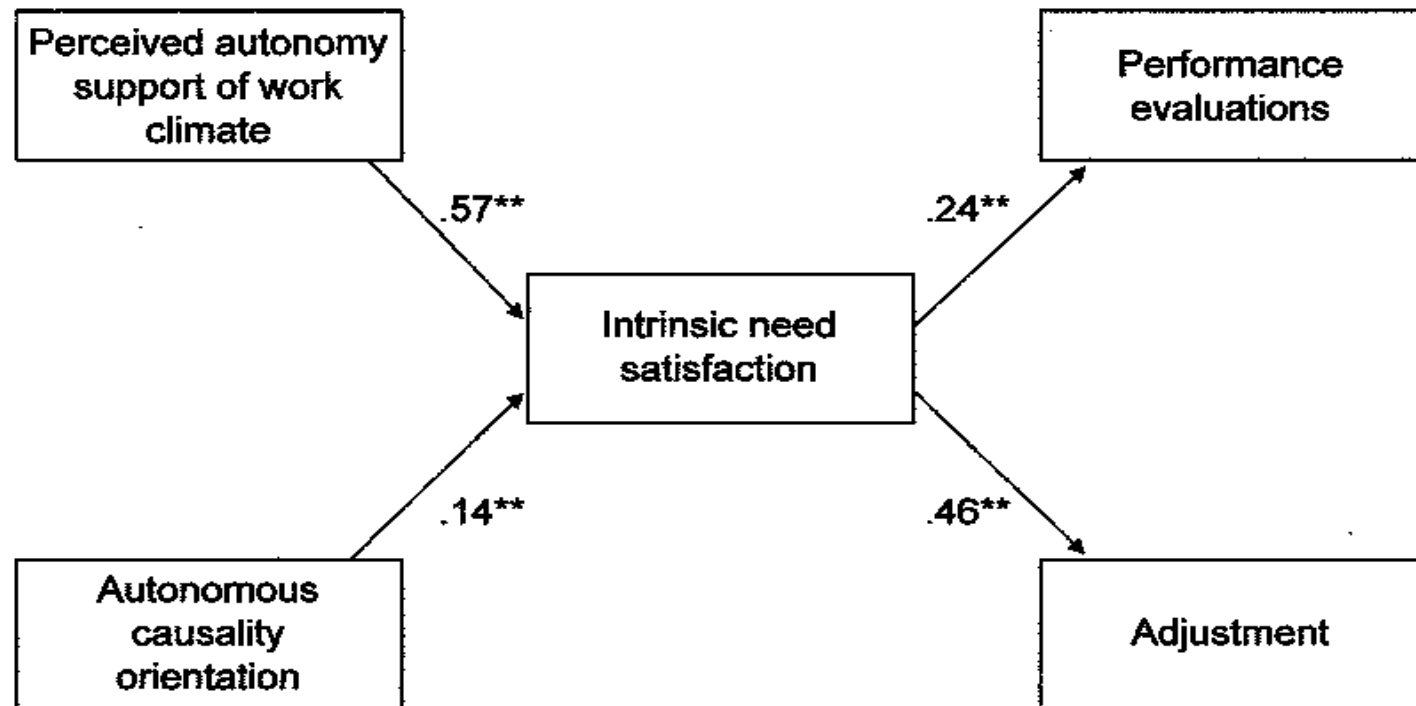 Perceived autonomy
support of work
climate
Performance
evaluations
.57**
.24**
Intrinsic need
satisfaction
.14**
.46**
Autonomous
causality
orientation
Adjustment